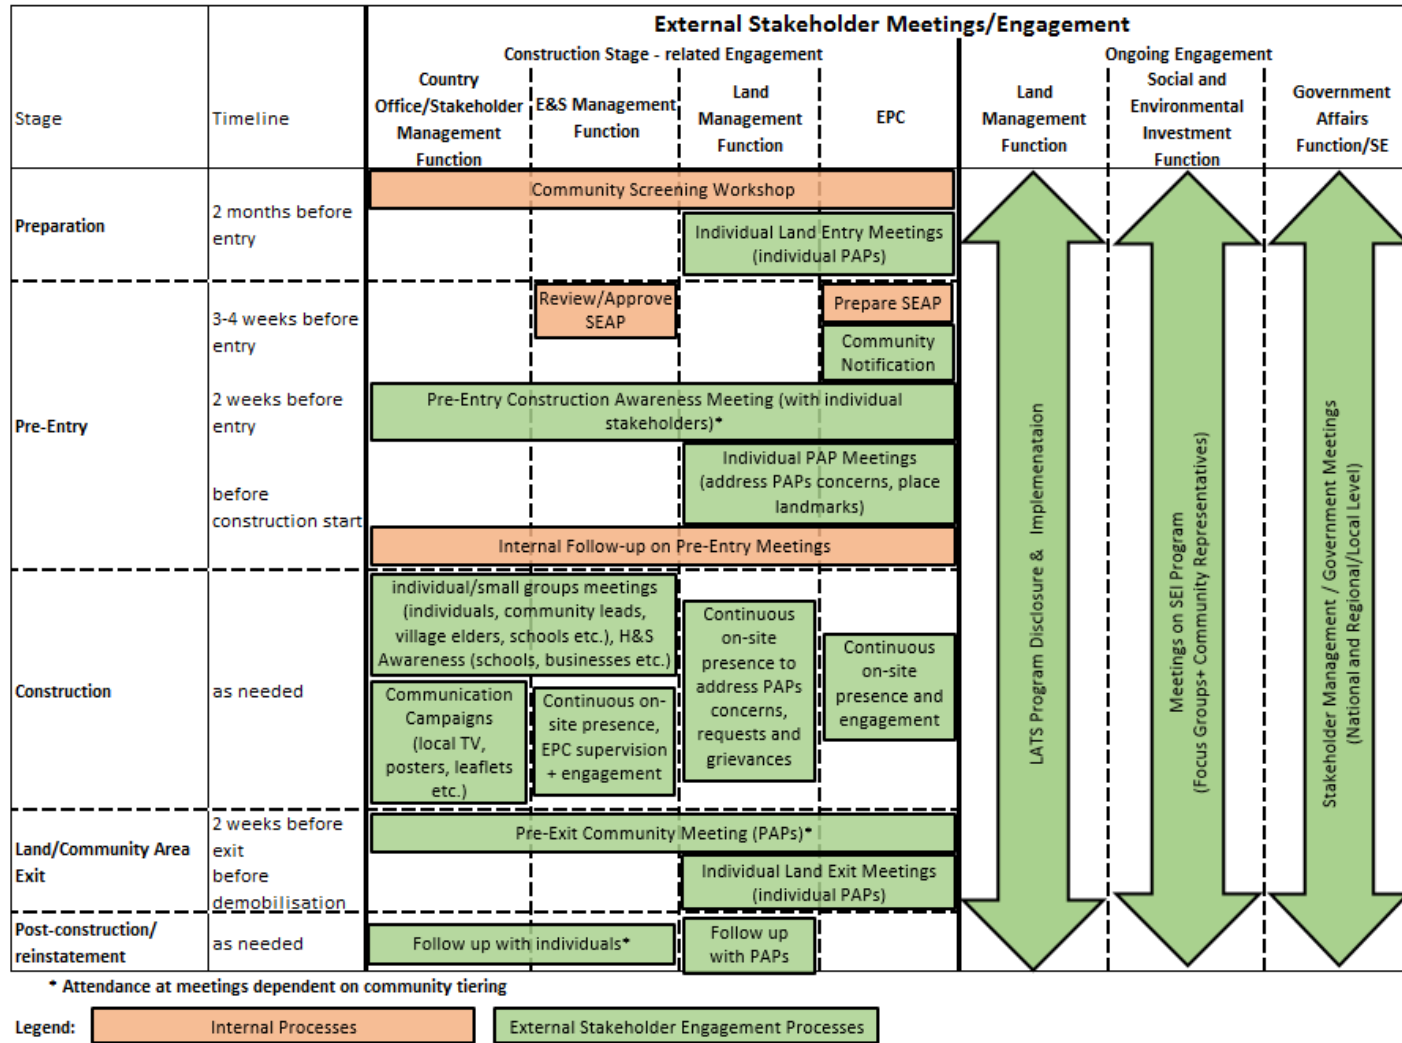 External Stakeholder Meetings/Engagement
Construction Stage - related Engagement
Ongoing Engagement
Stage
Timeline
Country
Office/Stakeholder
Management
Function
E&S Management
Function
Land
Management
Function
EPC
Land
Management
Function
Social and
Environmental
Investment
Function
Government
Affairs
Function/SE
Preparation
2 months before
entry
Community Screening Workshop
Individual Land Entry Meetings
(individual PAPs)
Pre-Entry
3-4 weeks before
entry
Review/Approve
SEAP
Prepare SEAP
Community
Notification
2 weeks before
entry
Pre-Entry Construction Awareness Meeting (with individual
stakeholders)*
before
construction start
Individual PAP Meetings
(address PAPs concerns, place
landmarks)
Internal Follow-up on Pre-Entry Meetings
Construction
as needed
individual/small groups meetings
(individuals, community leads,
village elders, schools etc.), H&S
Awareness (schools, businesses etc.)
Communication
Campaigns
(local TV,
posters, leaflets
etc.)
Continuous on-
site presence,
EPC supervision
+ engagement
Continuous
on-site
presence to
address PAPs
concerns,
requests and
grievances
Continuous
on-site
presence and
engagement
Land/Community Area
Exit
2 weeks before
exit
before
demobilisation
Pre-Exit Community Meeting (PAPs)*
Individual Land Exit Meetings
(individual PAPs)
Post-construction/
reinstatement
as needed
Follow up with individuals*
Follow up
with PAPs
LATS Program Disclosure & Implemenataion
Meetings on SEI Program
(Focus Groups+ Community Representatives)
Stakeholder Management / Government Meetings
(National and Regional/Local Level)
* Attendance at meetings dependent on community tiering
Legend:
Internal Processes
External Stakeholder Engagement Processes